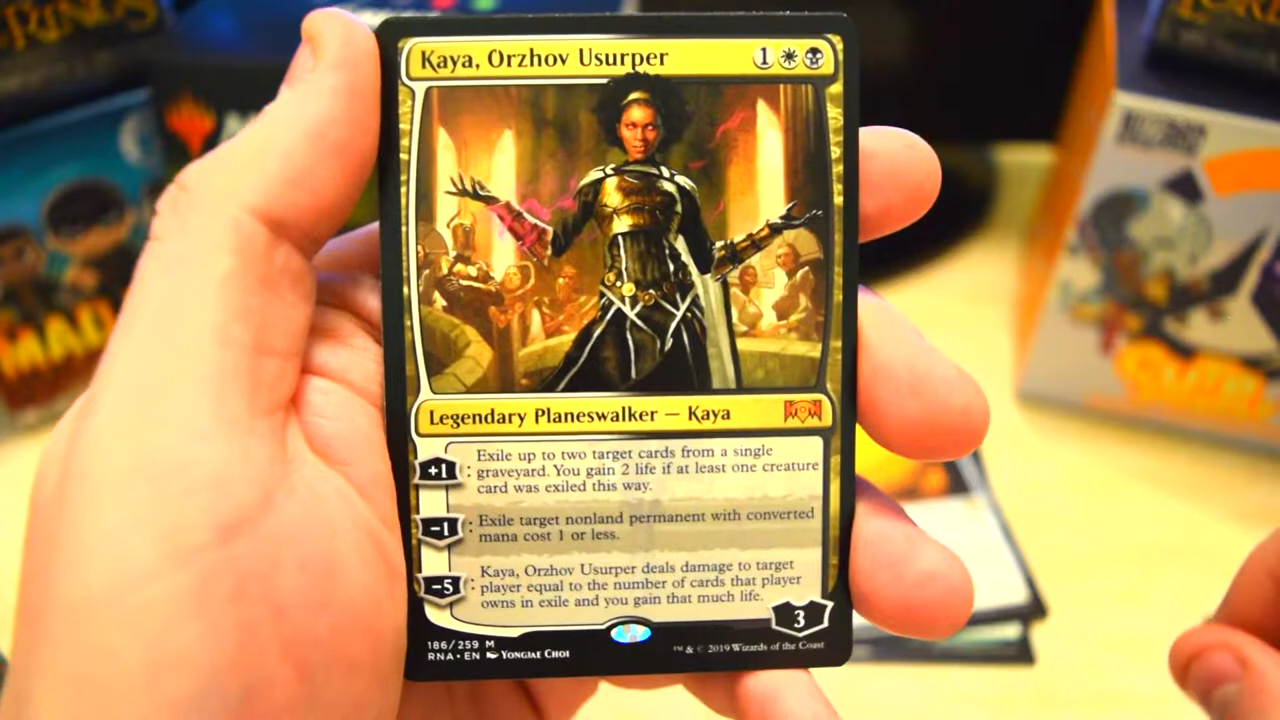 RINGS
Kaya, Orzhov Usurper
1
Legendary Planeswalker — Kaya
+1 : Exile up to two target cards from a single
graveyard. You gain 2 life if at least one creature
card was exiled this way.
−1 : Exile target nonland permanent with converted
mana cost 1 or less.
−5 : Kaya, Orzhov Usurper deals damage to target
player equal to the number of cards that player
owns in exile and you gain that much life.
3
186/259 M
RNA • EN Yongjae Choi
™ & © 2019 Wizards of the Coast
BLIZZARD